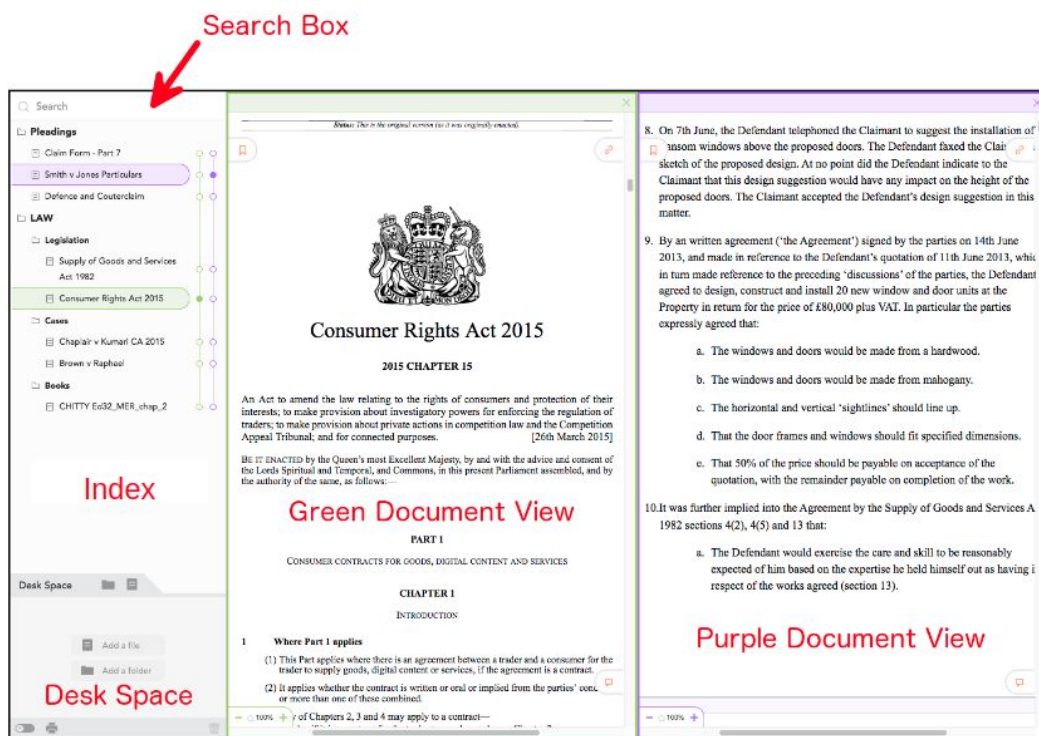 Search Box
Search
Pleadings
Claim Form - Part 7
Smith v Jones Particulars
Defence and Couterclaim
LAW
Legislation
Supply of Goods and Services
Act 1982
Consumer Rights Act 2015
Cases
Chaplair v Kumari CA 2015
Brown v Raphael
Books
CHITTY Ed32_MER_chap_2
Index
Desk Space
Add a file
Add a folder
Desk Space
Status: This is the original version (as it was originally enacted).
Consumer Rights Act 2015
2015 CHAPTER 15
An Act to amend the law relating to the rights of consumers and protection of their
interests; to make provision about investigatory powers for enforcing the regulation of
traders; to make provision about private actions in competition law and the Competition
Appeal Tribunal; and for connected purposes. [26th March 2015]
BE IT ENACTED by the Queen's most Excellent Majesty, by and with the advice and consent of
the Lords Spiritual and Temporal, and Commons, in this present Parliament assembled, and by
the authority of the same, as follows:—
Green Document View
PART 1
CONSUMER CONTRACTS FOR GOODS, DIGITAL CONTENT AND SERVICES
CHAPTER 1
INTRODUCTION
1 Where Part 1 applies
(1) This Part applies where there is an agreement between a trader and a consumer for the
trader to supply goods, digital content or services, if the agreement is a contract.
(2) It applies whether the contract is written or oral or implied from the parties'
or more than one of these combined.
of Chapters 2, 3 and 4 may apply to a contract—
100%
8. On 7th June, the Defendant telephoned the Claimant to suggest the installation of
windows above the proposed doors. The Defendant faxed the
sketch of the proposed design. At no point did the Defendant indicate to the
Claimant that this design suggestion would have any impact on the height of the
proposed doors. The Claimant accepted the Defendant's design suggestion in this
matter.
9. By an written agreement ('the Agreement') signed by the parties on 14th June
2013, and made in reference to the Defendant's quotation of 11th June 2013, whic
in turn made reference to the preceding 'discussions' of the parties, the Defendant
agreed to design, construct and install 20 new window and door units at the
Property in return for the price of £80,000 plus VAT. In particular the parties
expressly agreed that:
a. The windows and doors would be made from a hardwood.
b. The windows and doors would be made from mahogany.
c. The horizontal and vertical 'sightlines' should line up.
d. That the door frames and windows should fit specified dimensions.
e. That 50% of the price should be payable on acceptance of the
quotation, with the remainder payable on completion of the work.
10.It was further implied into the Agreement by the Supply of Goods and Services A
1982 sections 4(2), 4(5) and 13 that:
a. The Defendant would exercise the care and skill to be reasonably
expected of him based on the expertise he held himself out as having i
respect of the works agreed (section 13).
Purple Document View
100%